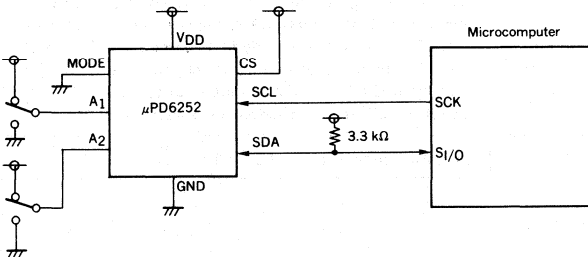 Microcomputer
VDD
MODE
CS
SCL
A1
μPD6252
SCK
A2
SDA
3.3 kΩ
SI/O
GND